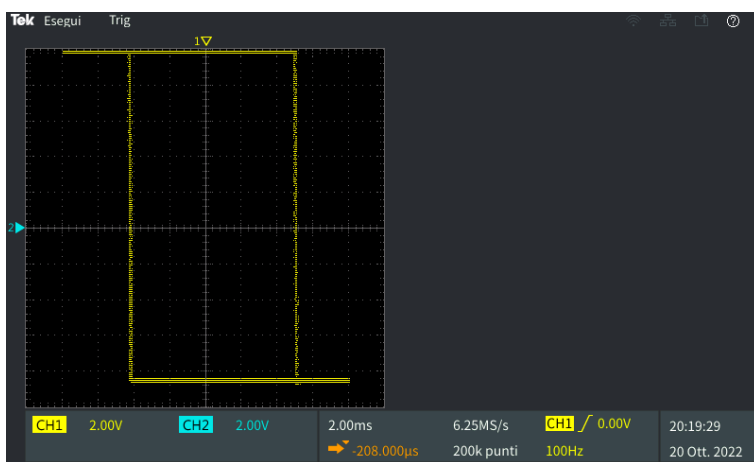 Tek Esegui Trig
1
2
CH1 2.00V CH2 2.00V 2.00ms 6.25MS/s CH1 0.00V 20:19:29
-208.000µs 200k punti 100Hz 20 Ott. 2022